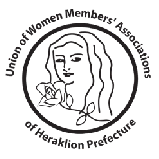 Union of Women Members' Associations
of Heraklion Prefecture